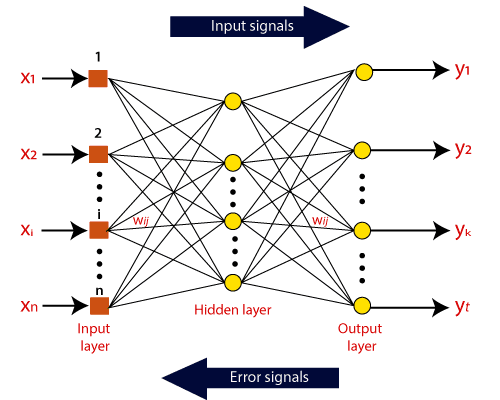 Input signals
1
x1
y1
2
x2
y2
i
xi
wij
wij
yk
n
xn
yt
Input
layer
Hidden layer
Output
layer
Error signals